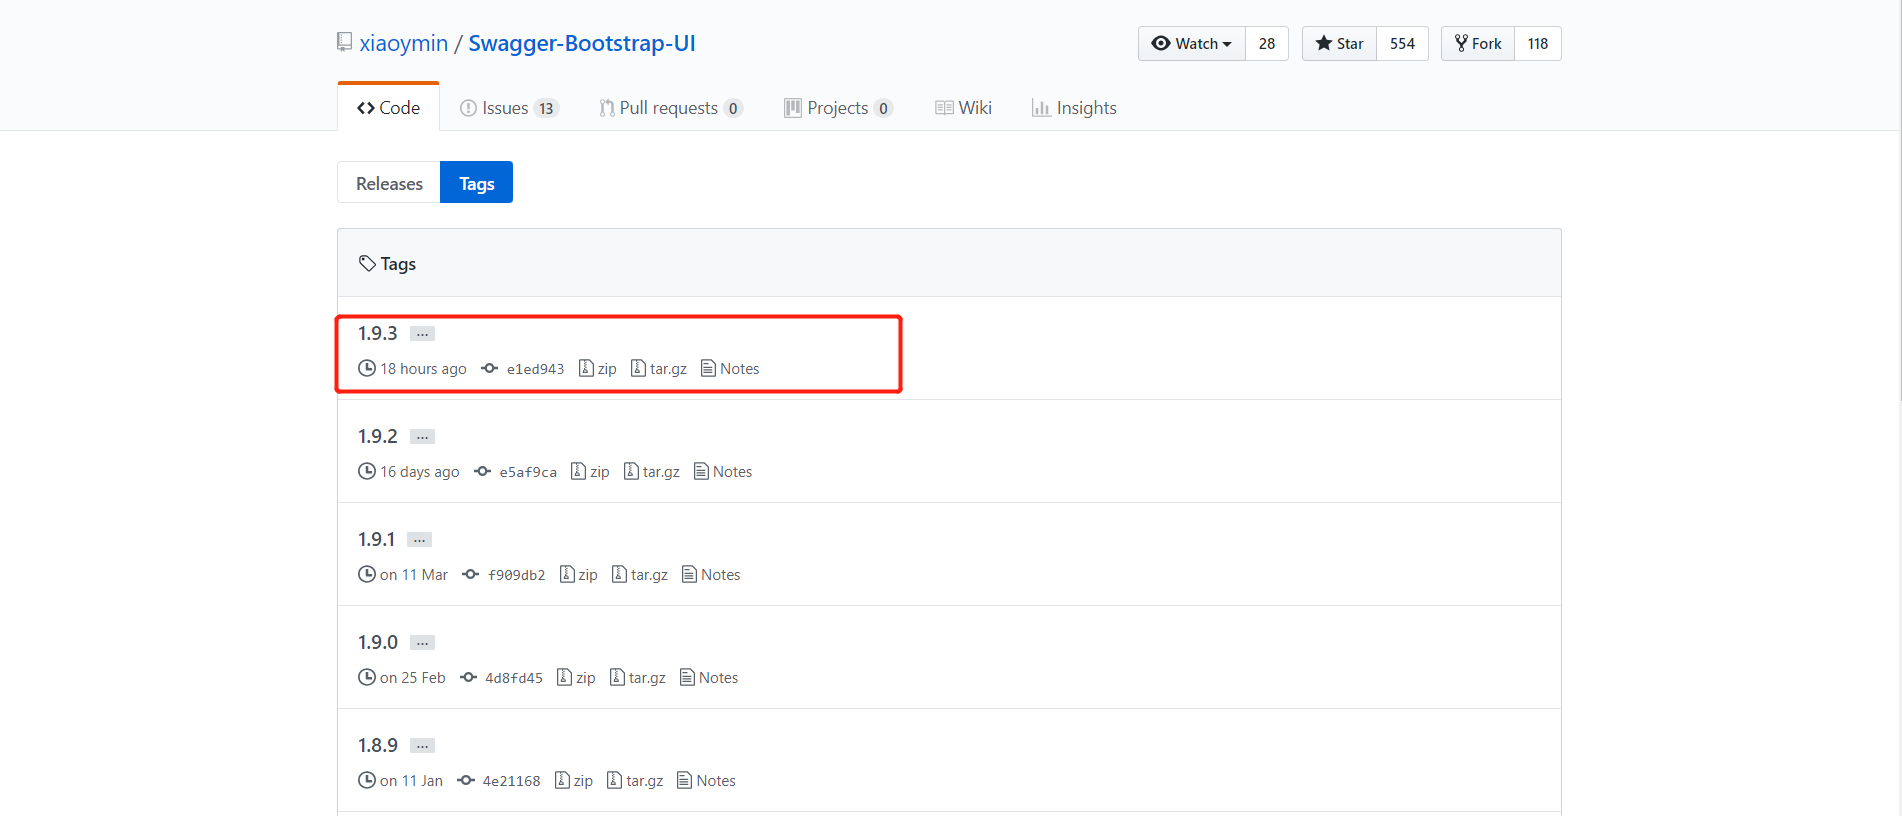 xiaoymin / Swagger-Bootstrap-UI
Watch 28 Star 554 Fork 118
Code Issues 13 Pull requests 0 Projects 0 Wiki Insights
Releases Tags
Tags
1.9.3 ...
18 hours ago e1ed943 zip tar.gz Notes
1.9.2 ...
16 days ago e5af9ca zip tar.gz Notes
1.9.1 ...
on 11 Mar f909db2 zip tar.gz Notes
1.9.0 ...
on 25 Feb 4d8fd45 zip tar.gz Notes
1.8.9 ...
on 11 Jan 4e21168 zip tar.gz Notes